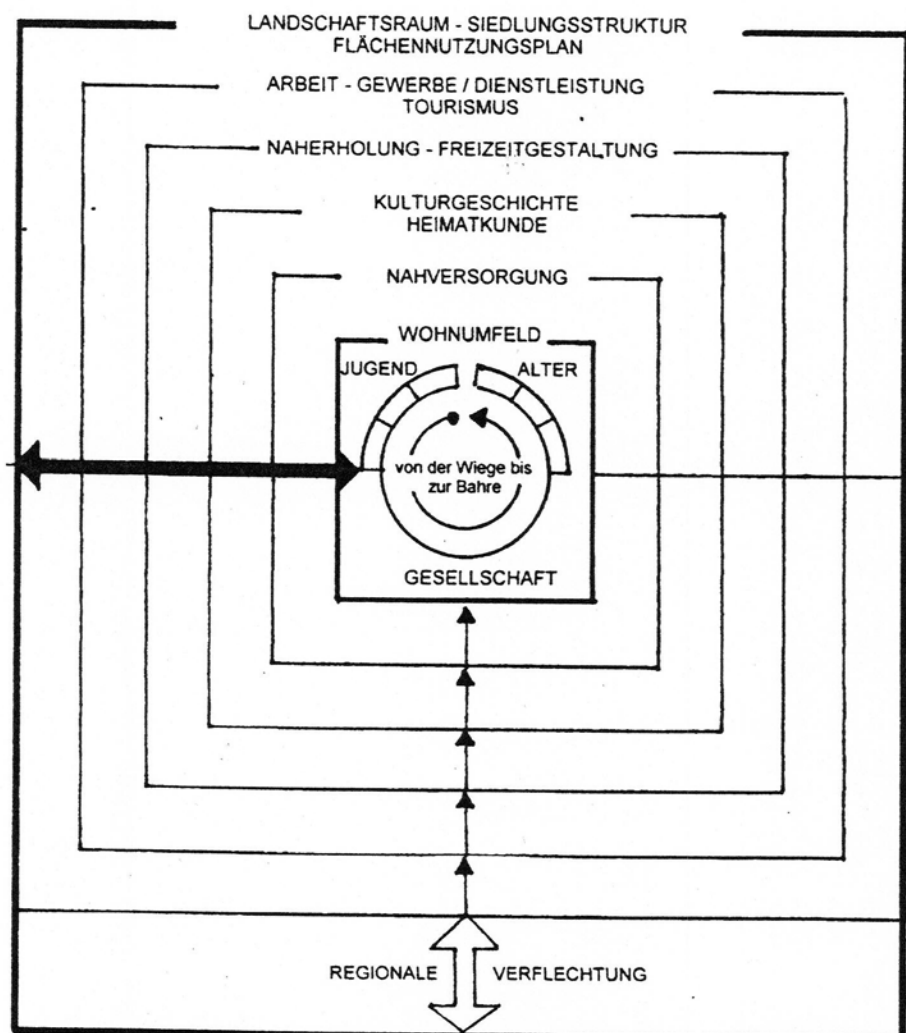 LANDSCHAFTSRAUM - SIEDLUNGSSTRUKTUR
FLÄCHENNUTZUNGSPLAN
ARBEIT - GEWERBE / DIENSTLEISTUNG
TOURISMUS
NAHERHOLUNG - FREIZEITGESTALTUNG
KULTURGESCHICHTE
HEIMATKUNDE
NAHVERSORGUNG
WOHNUMFELD
JUGEND ALTER
von der Wiege bis
zur Bahre
GESELLSCHAFT
REGIONALE VERFLECHTUNG